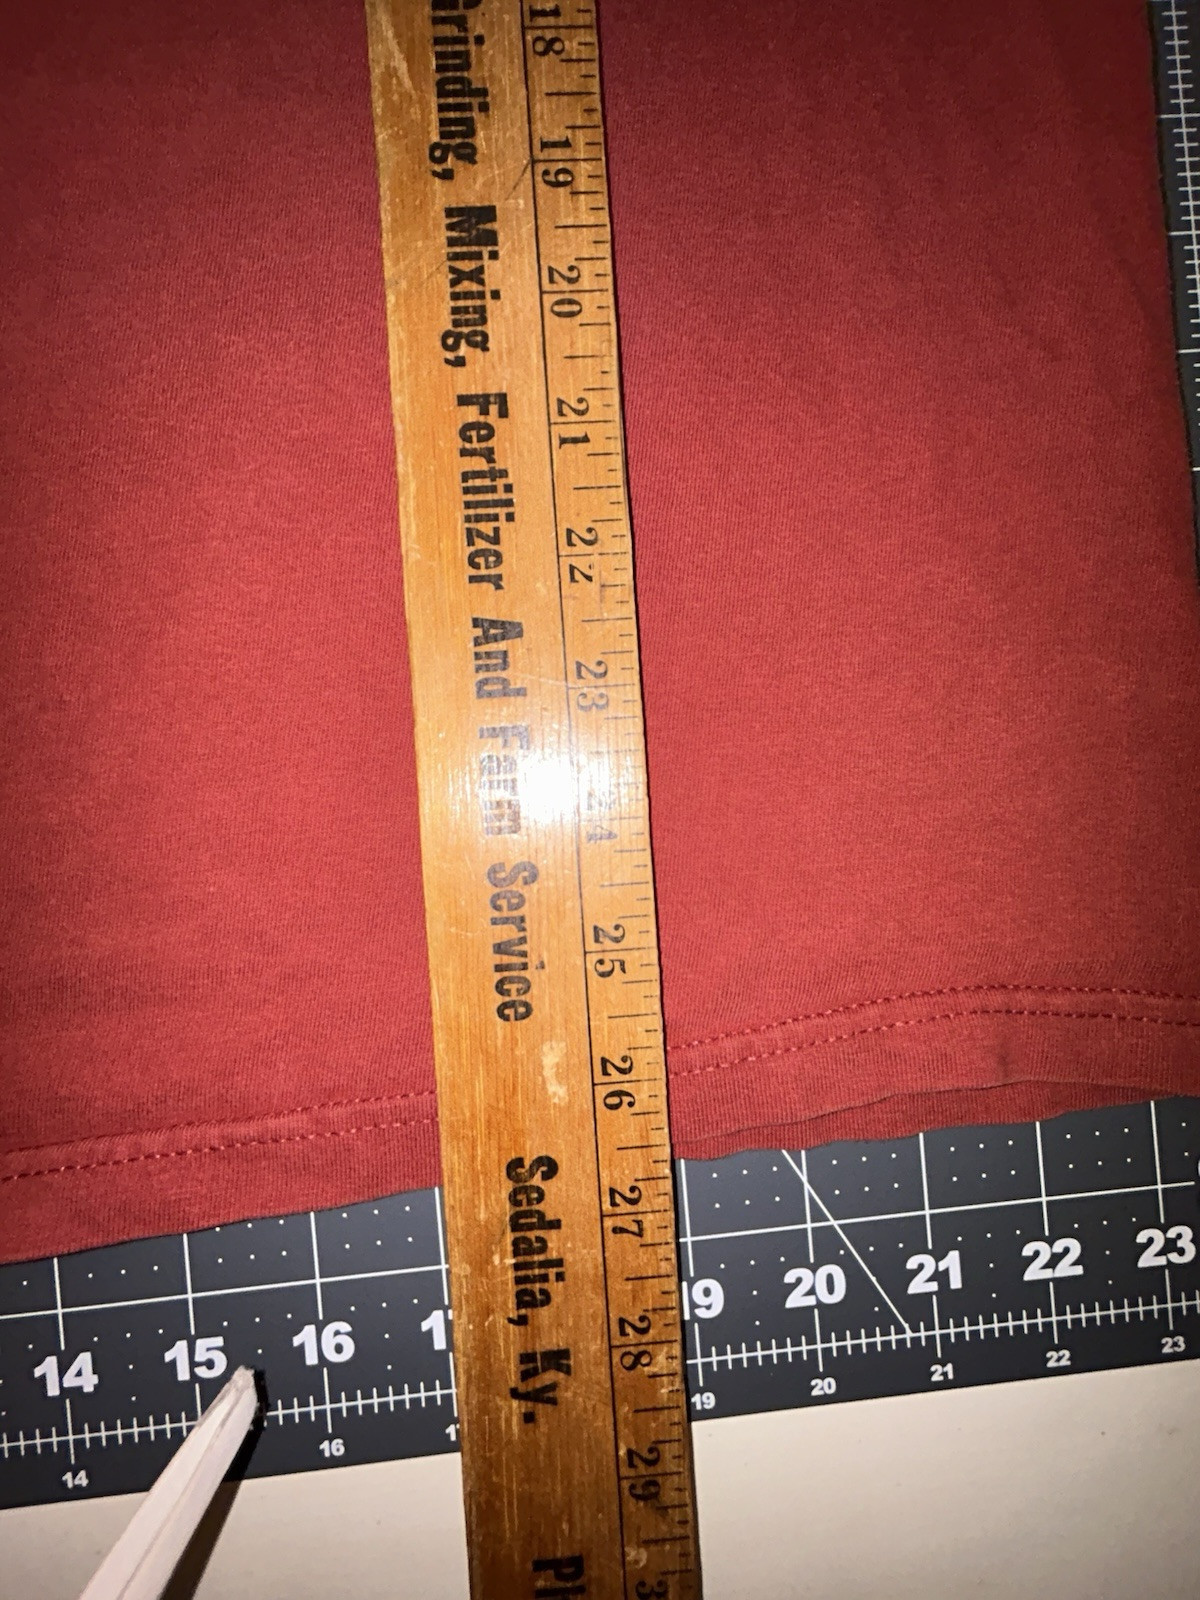 Grinding, Mixing, Fertilizer And Farm Service Sedalia, Ky.
18 19 20 21 22 23 24 25 26 27 28 29
14 15 16 19 20 21 22 23
14 16 19 20 21 22 23